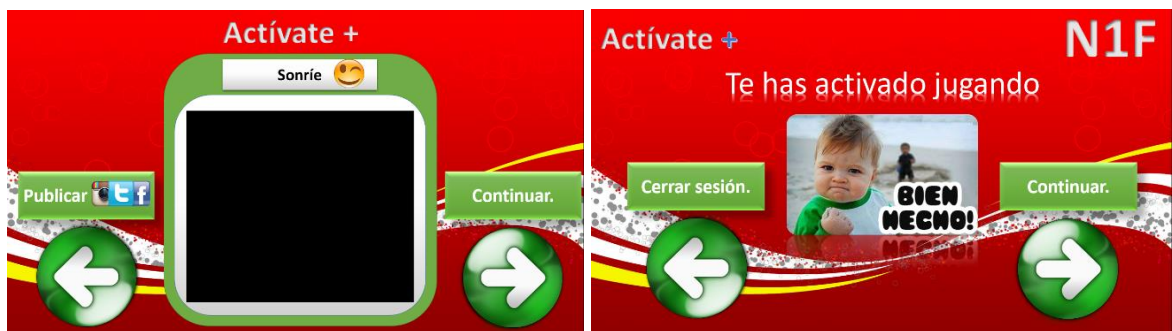 Actívate +
Sonríe
Publicar
Continuar.
Actívate +
N1F
Te has activado jugando
Cerrar sesión.
BIEN
HECHO!
Continuar.